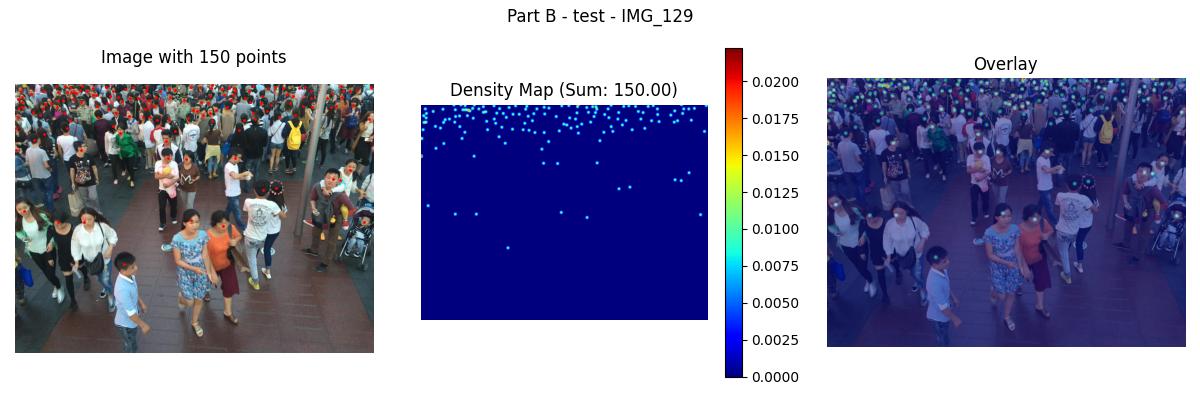 Part B - test - IMG_129
Image with 150 points
Density Map (Sum: 150.00)
Overlay
0.0200
0.0175
0.0150
0.0125
0.0100
0.0075
0.0050
0.0025
0.0000